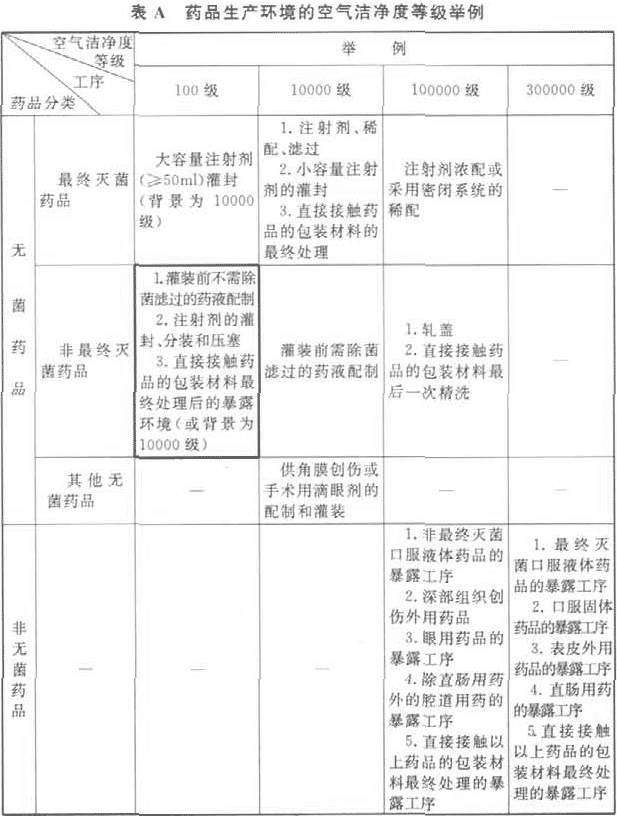 表 A 药品生产环境的空气洁净度等级举例
空气洁净度
等级
工序
药品分类
举 例
100 级
10000 级
100000 级
300000 级
无
菌
药
品
最终灭菌
药品
大容量注射剂
(≥50ml)灌封
(背景为 10000
级)
1. 注射剂、稀
配、滤过
2. 小容量注射
剂的灌封
3. 直接接触药
品的包装材料的
最终处理
注射剂浓配或
采用密闭系统的
稀配
—
非最终灭
菌药品
1.灌装前不需除
菌滤过的药液配制
2. 注射剂的灌
封、分装和压塞
3. 直接接触药
品的包装材料最
终处理后的暴露
环境(或背景为
10000 级)
灌装前需除菌
滤过的药液配制
1. 轧盖
2. 直接接触药
品的包装材料最
后一次精洗
—
其他无
菌药品
—
供角膜创伤或
手术用滴眼剂的
配制和灌装
—
—
非
无
菌
药
品
—
—
—
1. 非最终灭菌
口服液体药品的
暴露工序
2. 深部组织创
伤外用药品
3. 眼用药品的
暴露工序
4. 除直肠用药
外的腔道用药的
暴露工序
5. 直接接触以
上药品的包装材
料最终处理的暴
露工序
1. 最终灭
菌口服液体药
品的暴露工序
2. 口服固体
药品的暴露工序
3. 表皮外用
药品的暴露工序
4. 直肠用药
的暴露工序
5.直接接触
以上药品的包
装材料最终处
理的暴露工序